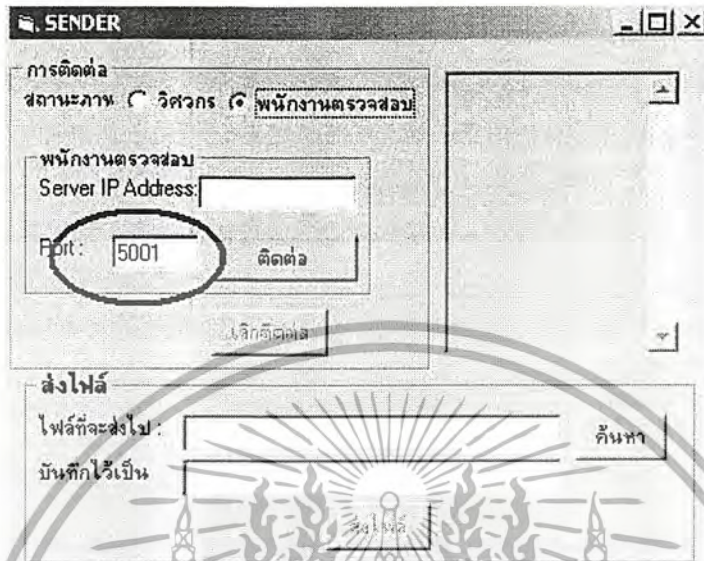 SENDER
การติดต่อ
สถานะภาพ วิศวกร พนักงานตรวจสอบ
พนักงานตรวจสอบ
Server IP Address:
Port : 5001 ติดต่อ
เลิกติดต่อ
ส่งไฟล์
ไฟล์ที่จะส่งไป : ค้นหา
บันทึกไว้เป็น
ส่งไฟล์